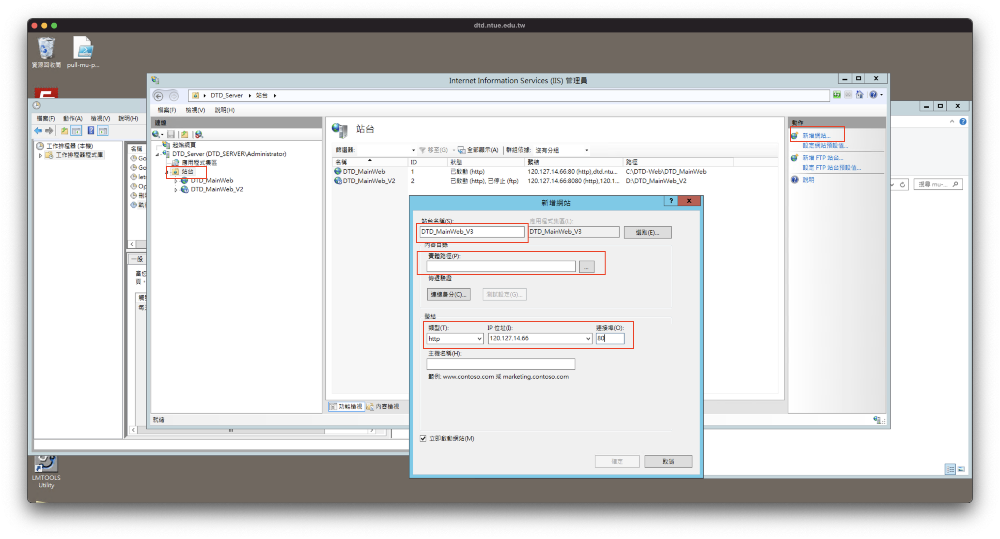 dtd.ntue.edu.tw
資源回收筒
pull-mu-p...
Internet Information Services (IIS) 管理員
DTD_Server
站台
檔案(F) 檢視(V) 說明(H)
檔案(F) 動作(A) 檢視(V) 說明(H)
工作排程器 (本機)
工作排程器程式庫
名稱
Go
Go
lets
Op
刪除
執行
一般
當您
頁。
每天
連線
起始網頁
DTD_Server (DTD_SERVER\Administrator)
應用程式集區
站台
DTD_MainWeb
DTD_MainWeb_V2
就緒
站台
篩選器: 移至(G) 全部顯示(A) 群組依據: 沒有分組
名稱 ID 狀態 繫結 路徑
DTD_MainWeb 1 已啟動 (http) 120.127.14.66:80 (http),dtd.ntu... C:\DTD-Web\DTD_MainWeb
DTD_MainWeb_V2 2 已啟動 (http), 已停止 (ftp) 120.127.14.66:8080 (http),120.1... D:\DTD_MainWeb_V2
功能檢視 內容檢視
動作
新增網站...
設定網站預設值...
新增 FTP 站台...
設定 FTP 站台預設值...
說明
搜尋 mu-...
新增網站
站台名稱(S): 應用程式集區(L):
DTD_MainWeb_V3 DTD_MainWeb_V3 選取(E)...
內容目錄
實體路徑(P):
...
傳遞驗證
連線身分(C)... 測試設定(G)...
繫結
類型(T): IP 位址(I): 連接埠(O):
http 120.127.14.66 80
主機名稱(H):
範例: www.contoso.com 或 marketing.contoso.com
立即啟動網站(M)
確定 取消
LMTOOLS
Utility